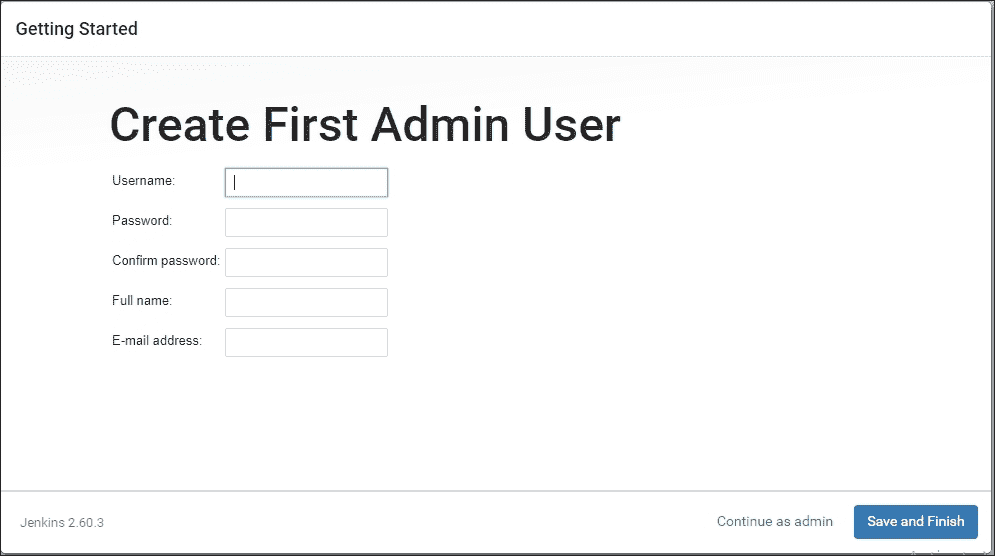 Getting Started
Create First Admin User
Username:
Password:
Confirm password:
Full name:
E-mail address:
Jenkins 2.60.3
Continue as admin
Save and Finish